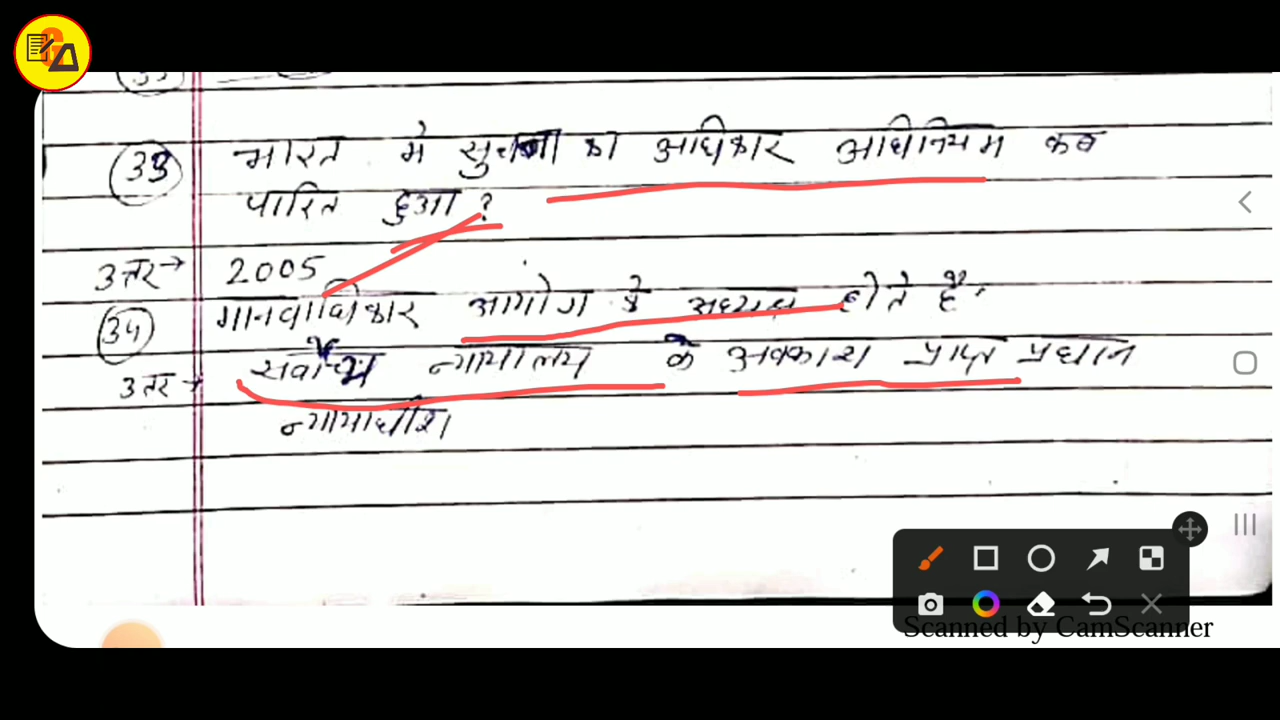 33 भारत मे सुचना का अधिकार अधिनियम कब
पारित हुआ ?
उत्तर → 2005
34 मानवाधिकार आयोग के अध्यक्ष होते है,
उत्तर → सर्वोच्च न्यायालय के अवकाश प्राप्त प्रधान
न्यायाधीश
Scanned by CamScanner